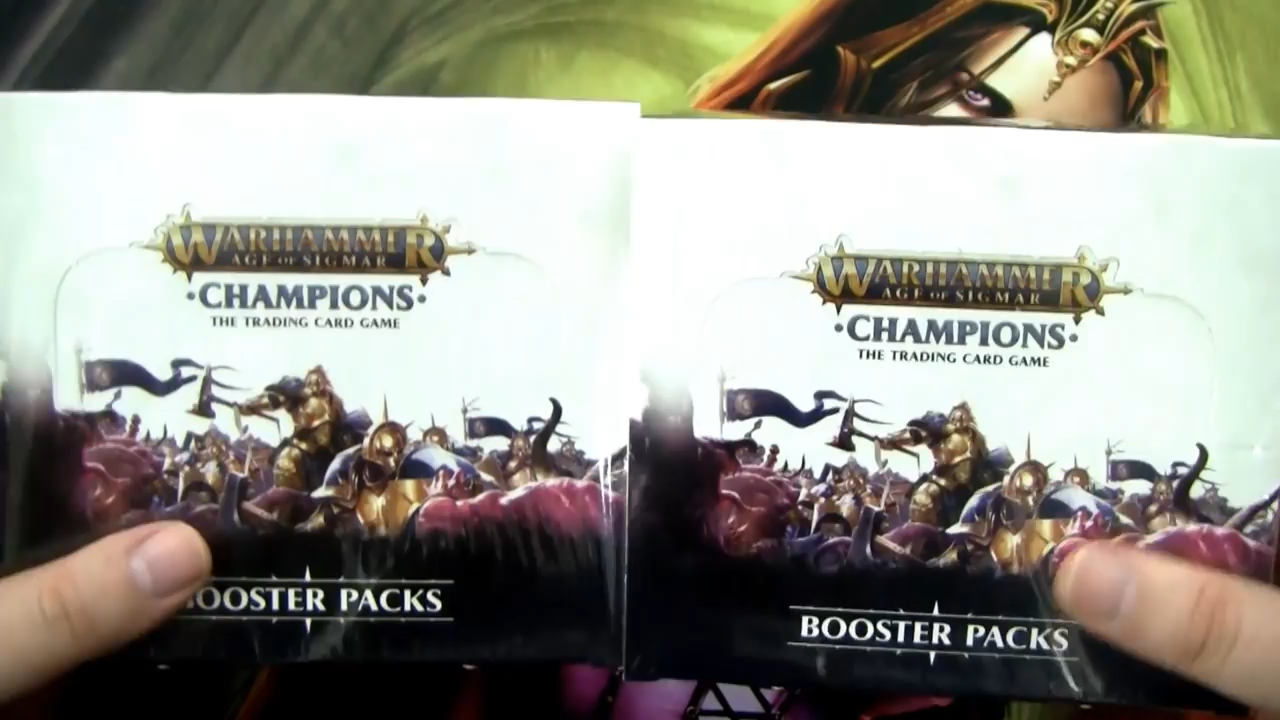 WARHAMMER
AGE OF SIGMAR
·CHAMPIONS·
THE TRADING CARD GAME
OOSTER PACKS
WARHAMMER
AGE OF SIGMAR
·CHAMPIONS·
THE TRADING CARD GAME
BOOSTER PACKS